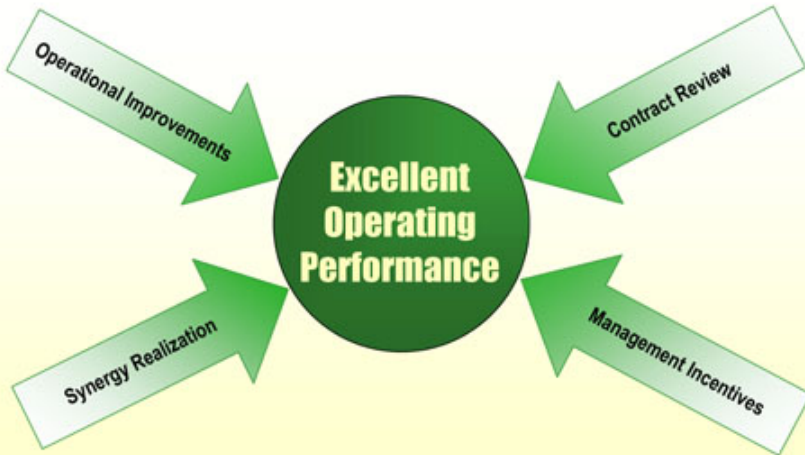 Operational Improvements
Contract Review
Excellent
Operating
Performance
Synergy Realization
Management Incentives